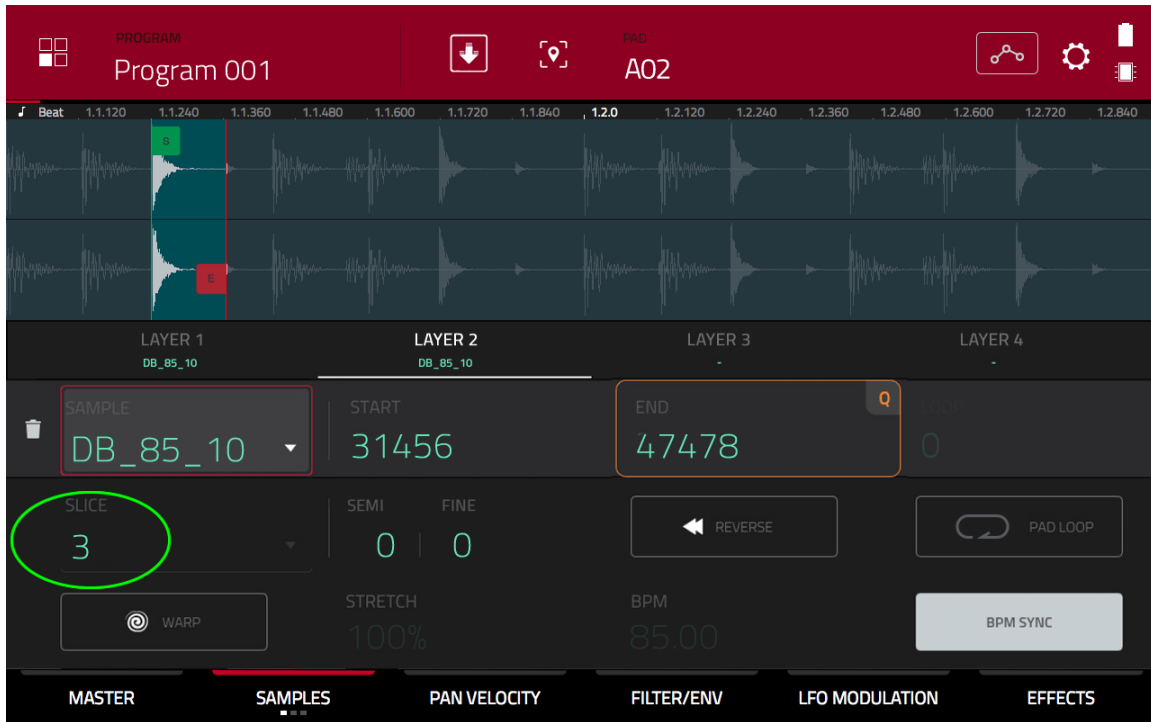 PROGRAM
Program 001
PAD
A02
Beat 1.1.120 1.1.240 1.1.360 1.1.480 1.1.600 1.1.720 1.1.840 1.2.0 1.2.120 1.2.240 1.2.360 1.2.480 1.2.600 1.2.720 1.2.840
S
E
LAYER 1 LAYER 2 LAYER 3 LAYER 4
DB_85_10 DB_85_10 - -
SAMPLE START END Q LOOP
DB_85_10 31456 47478 0
SLICE SEMI FINE
3 0 0 REVERSE PAD LOOP
STRETCH BPM
WARP 100% 85.00 BPM SYNC
MASTER SAMPLES PAN VELOCITY FILTER/ENV LFO MODULATION EFFECTS